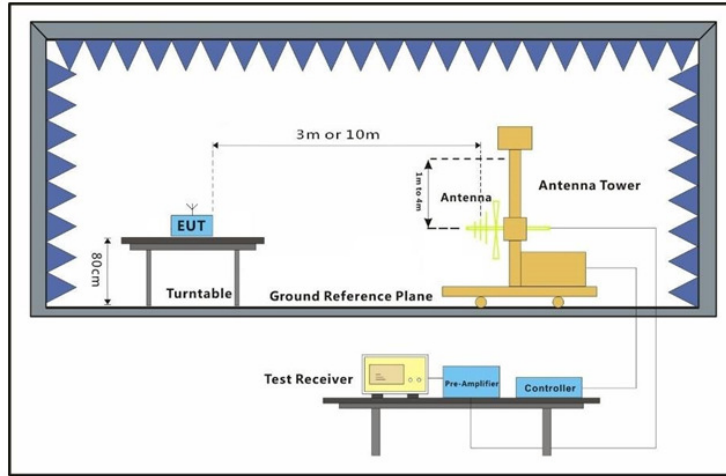 3m or 10m
1m to 4m
Antenna
Antenna Tower
EUT
80cm
Turntable
Ground Reference Plane
Test Receiver
Pre-Amplifier
Controller